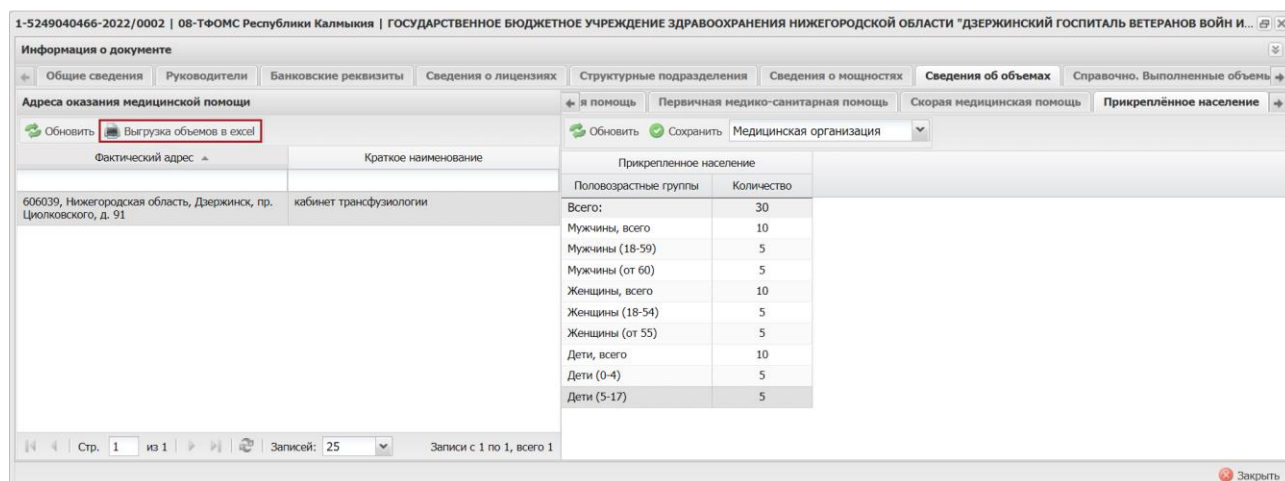 1-5249040466-2022/0002 | 08-ТФОМС Республики Калмыкия | ГОСУДАРСТВЕННОЕ БЮДЖЕТНОЕ УЧРЕЖДЕНИЕ ЗДРАВООХРАНЕНИЯ НИЖЕГОРОДСКОЙ ОБЛАСТИ "ДЗЕРЖИНСКИЙ ГОСПИТАЛЬ ВЕТЕРАНОВ ВОЙН И...
Информация о документе
Общие сведения Руководители Банковские реквизиты Сведения о лицензиях Структурные подразделения Сведения о мощностях Сведения об объемах Справочно. Выполненные объемы
Адреса оказания медицинской помощи
я помощь Первичная медико-санитарная помощь Скорая медицинская помощь Прикреплённое население
Обновить Выгрузка объемов в excel
Обновить Сохранить Медицинская организация
Фактический адрес Краткое наименование
Прикрепленное население
Половозрастные группы Количество
606039, Нижегородская область, Дзержинск, пр. Циолковского, д. 91 кабинет трансфузиологии
Всего: 30
Мужчины, всего 10
Мужчины (18-59) 5
Мужчины (от 60) 5
Женщины, всего 10
Женщины (18-54) 5
Женщины (от 55) 5
Дети, всего 10
Дети (0-4) 5
Дети (5-17) 5
Стр. 1 из 1 Записей: 25 Записи с 1 по 1, всего 1
Закрыть